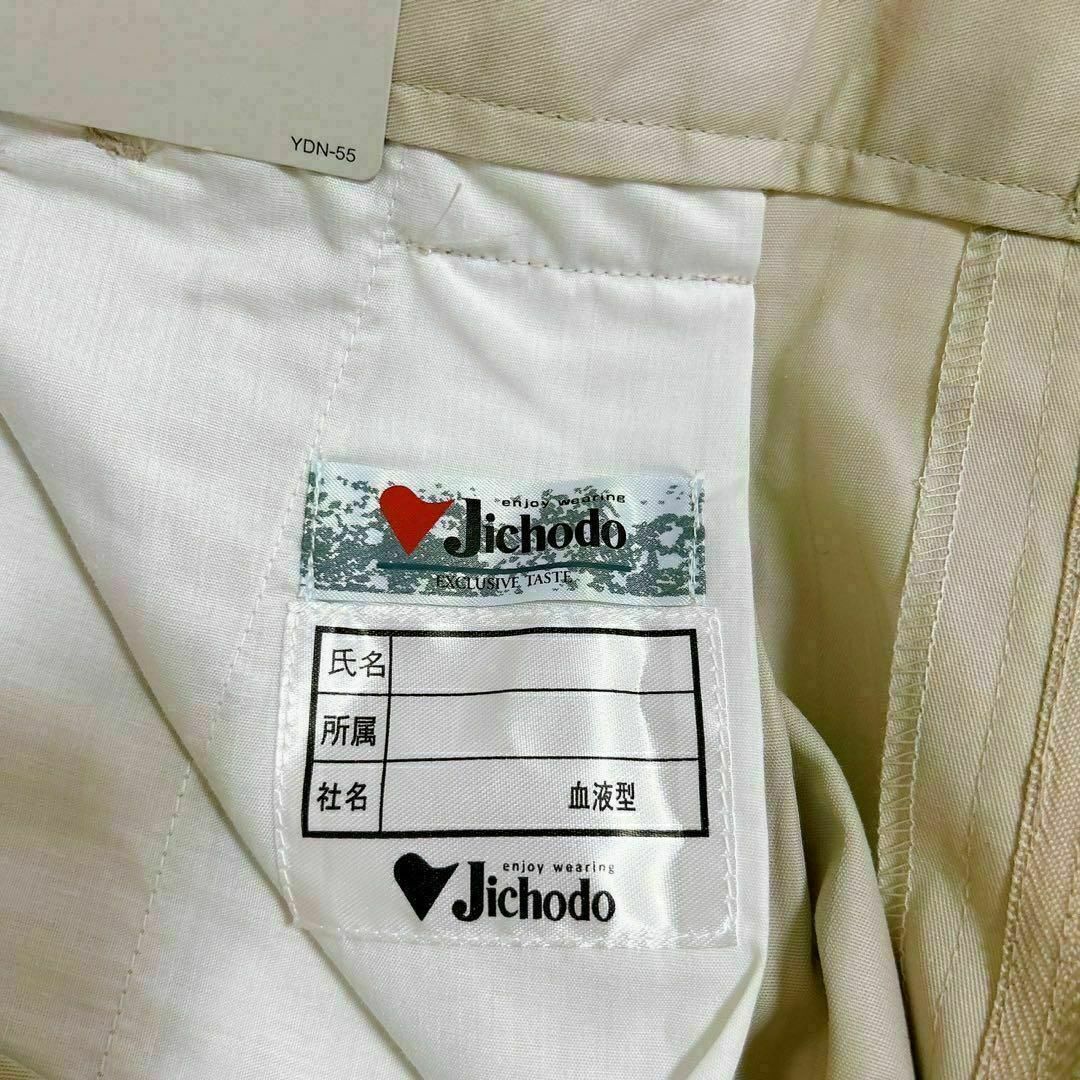 YDN-55
enjoy wearing
Jichodo
EXCLUSIVE TASTE
氏名
所属
社名 血液型
enjoy wearing
Jichodo